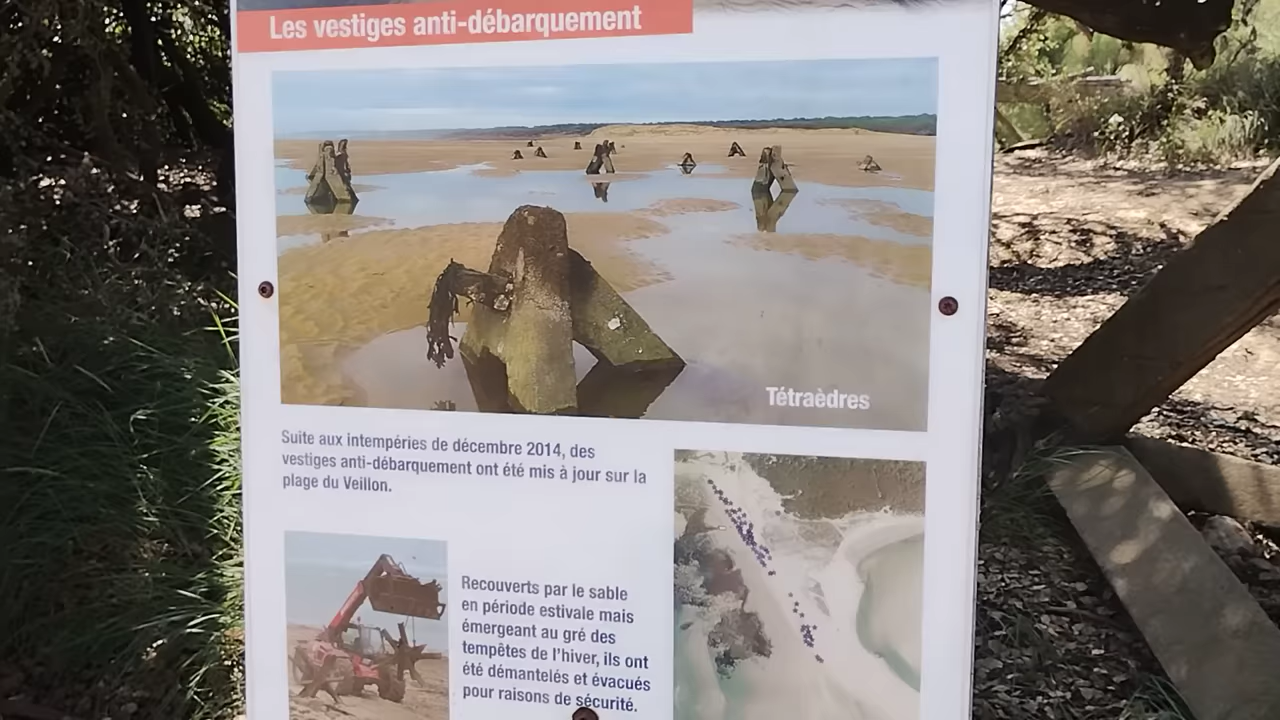 Les vestiges anti-débarquement
Tétraèdres
Suite aux intempéries de décembre 2014, des
vestiges anti-débarquement ont été mis à jour sur la
plage du Veillon.
Recouverts par le sable
en période estivale mais
émergeant au gré des
tempêtes de l'hiver, ils ont
été démantelés et évacués
pour raisons de sécurité.